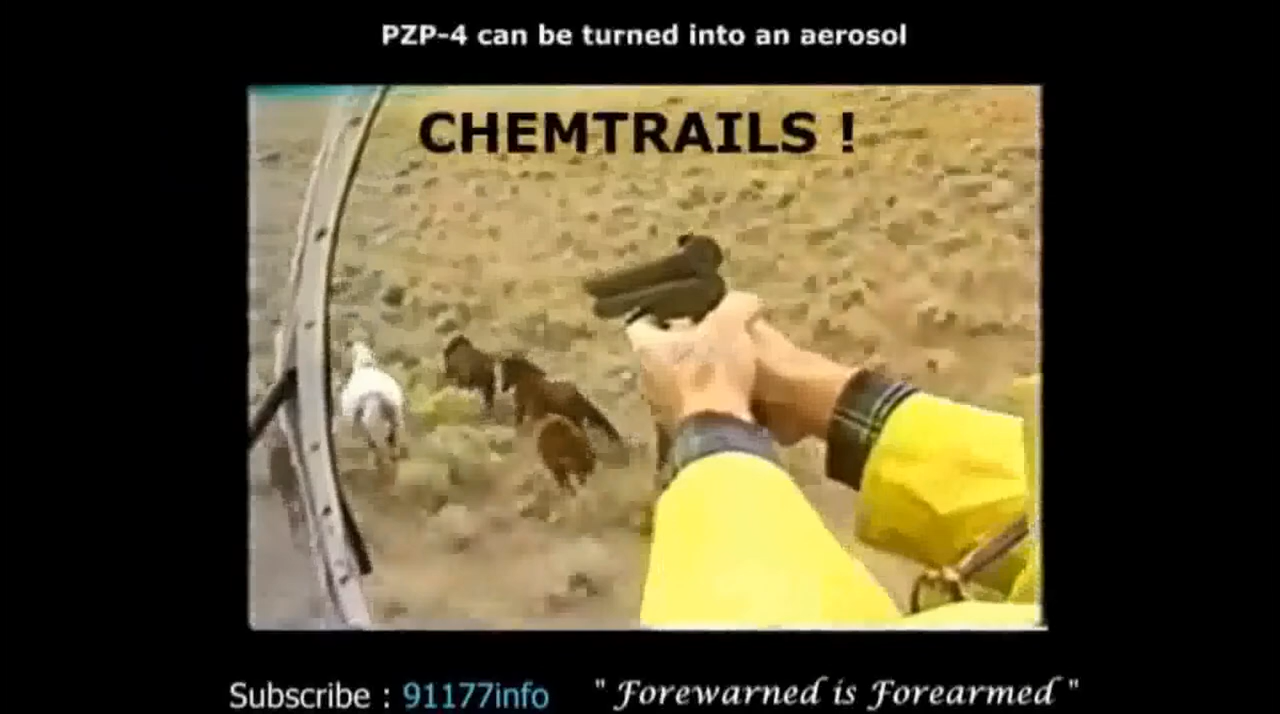 PZP-4 can be turned into an aerosol
CHEMTRAILS !
Subscribe : 91177info " Forewarned is Forearmed "